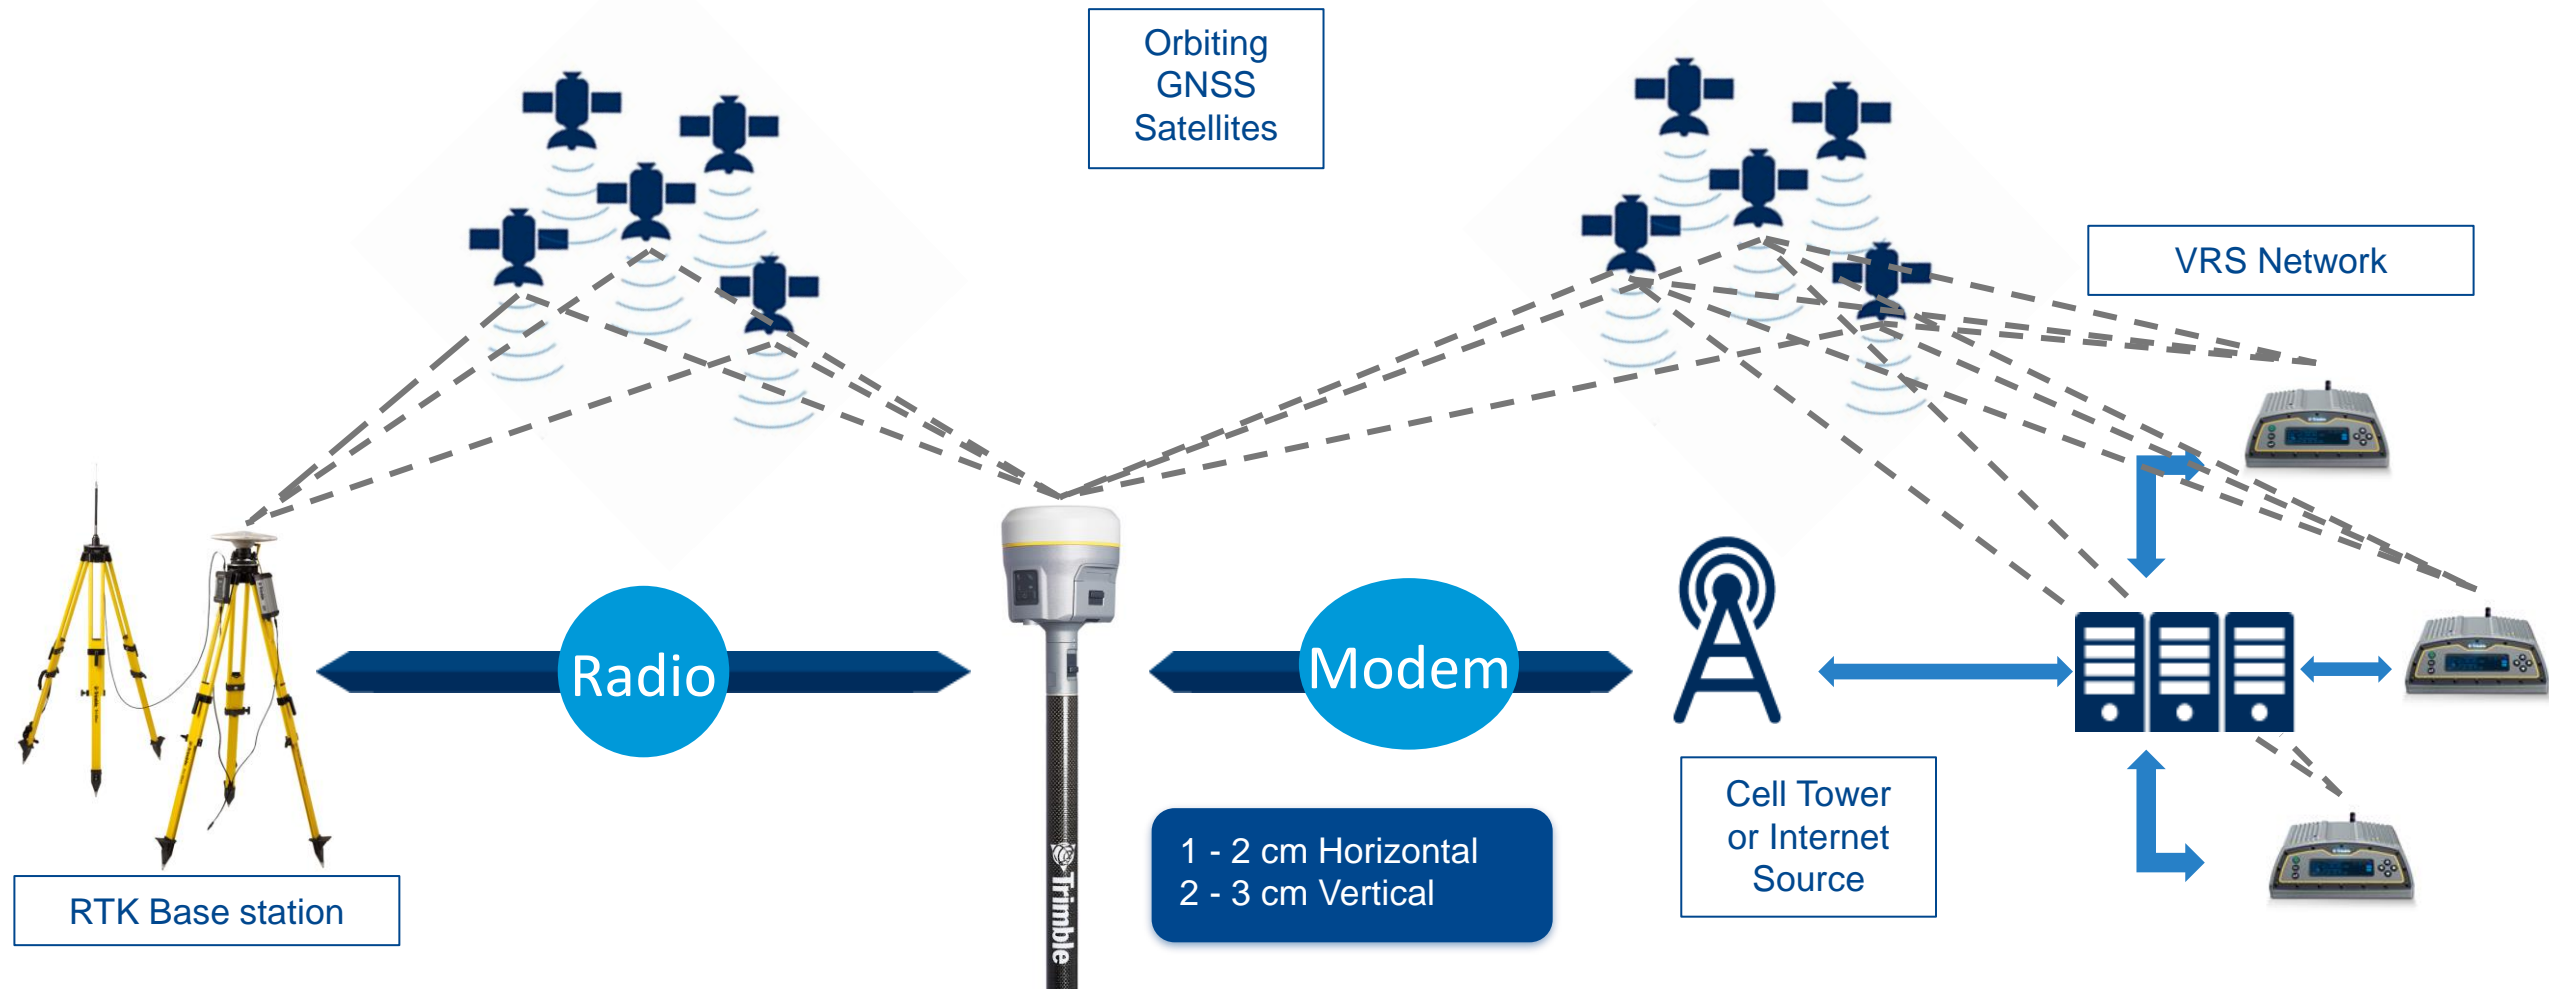 Orbiting
GNSS
Satellites
VRS Network
Radio
Modem
Cell Tower
or Internet
Source
1 - 2 cm Horizontal
2 - 3 cm Vertical
RTK Base station
Trimble